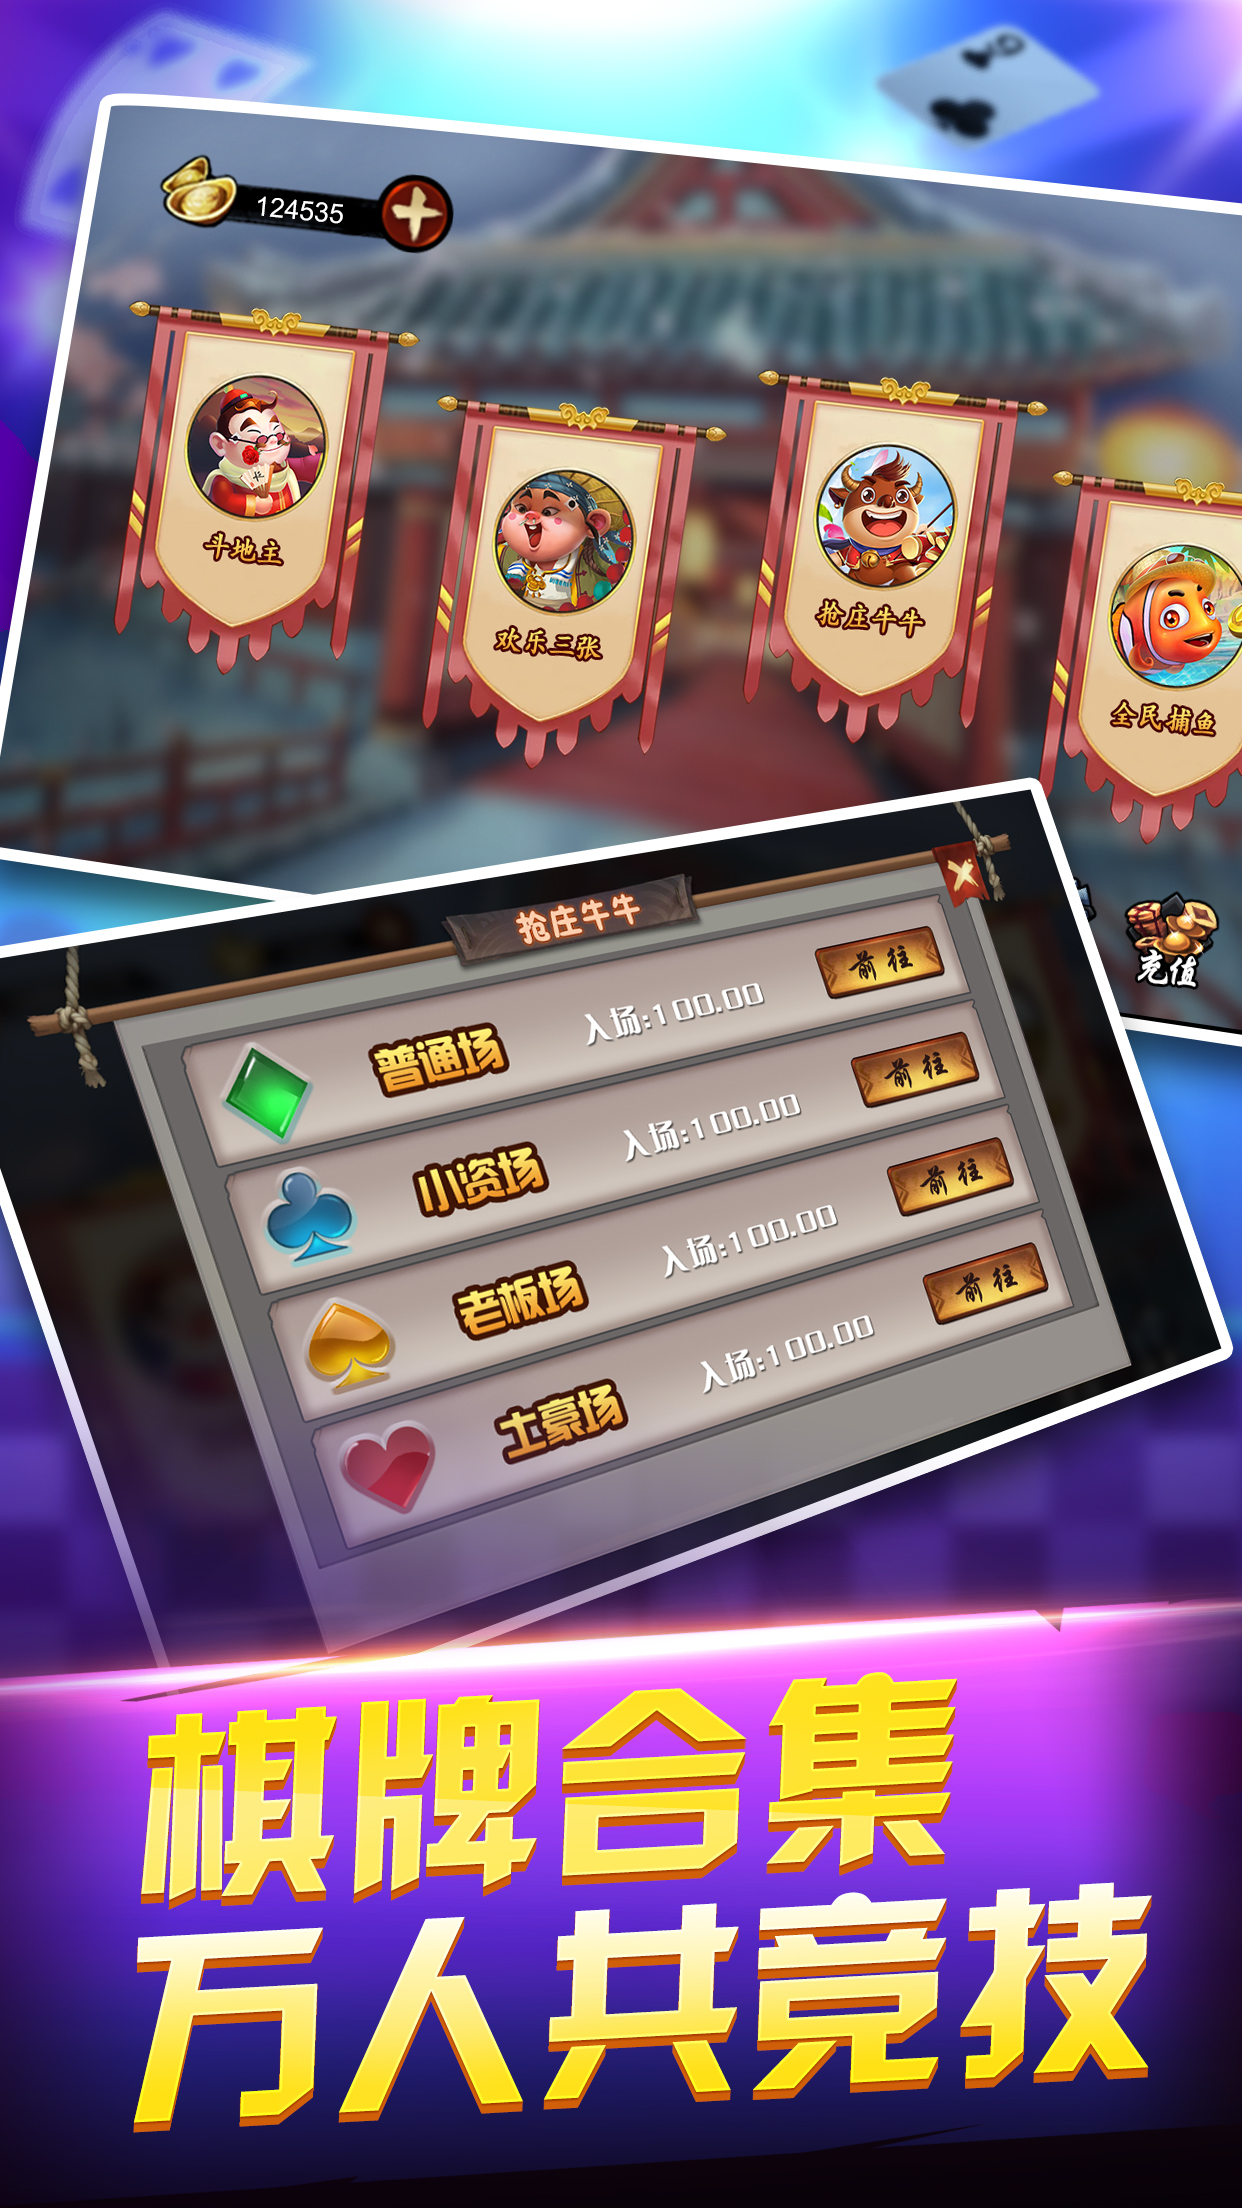 124535
斗地主
欢乐三张
抢庄牛牛
全民捕鱼
充值
抢庄牛牛
普通场 入场:100.00 前往
小资场 入场:100.00 前往
老板场 入场:100.00 前往
土豪场 入场:100.00 前往
棋牌合集
万人共竞技